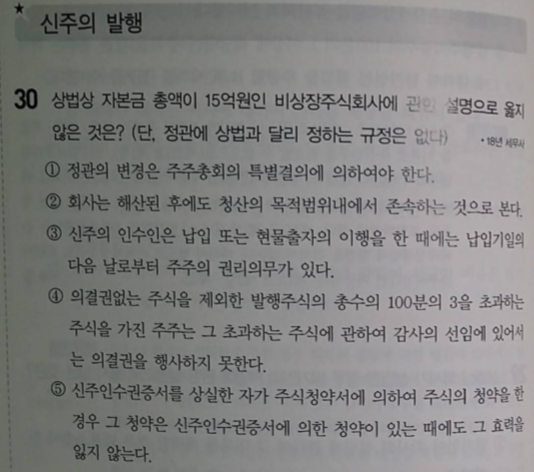 ★
신주의 발행
30 상법상 자본금 총액이 15억원인 비상장주식회사에 관한 설명으로 옳지
않은 것은? (단, 정관에 상법과 달리 정하는 규정은 없다) •18년 세무사
① 정관의 변경은 주주총회의 특별결의에 의하여야 한다.
② 회사는 해산된 후에도 청산의 목적범위내에서 존속하는 것으로 본다.
③ 신주의 인수인은 납입 또는 현물출자의 이행을 한 때에는 납입기일의
다음 날로부터 주주의 권리의무가 있다.
④ 의결권없는 주식을 제외한 발행주식의 총수의 100분의 3을 초과하는
주식을 가진 주주는 그 초과하는 주식에 관하여 감사의 선임에 있어서
는 의결권을 행사하지 못한다.
⑤ 신주인수권증서를 상실한 자가 주식청약서에 의하여 주식의 청약을 한
경우 그 청약은 신주인수권증서에 의한 청약이 있는 때에도 그 효력을
잃지 않는다.